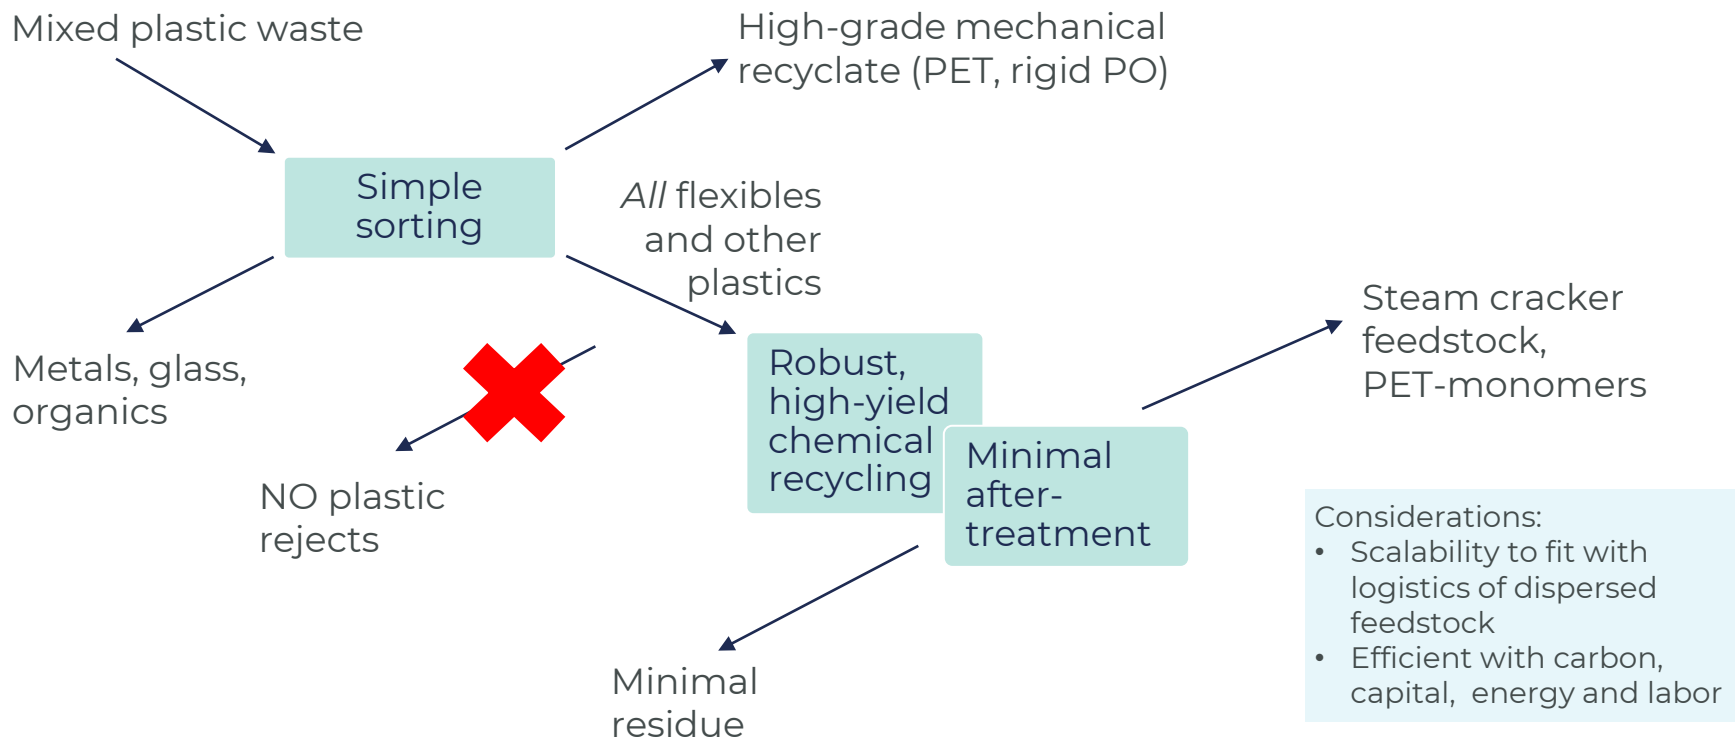 Mixed plastic waste
High-grade mechanical
recyclate (PET, rigid PO)
Simple
sorting
All flexibles
and other
plastics
Metals, glass,
organics
NO plastic
rejects
Robust,
high-yield
chemical
recycling
Minimal
after-
treatment
Steam cracker
feedstock,
PET-monomers
Minimal
residue
Considerations:
• Scalability to fit with
logistics of dispersed
feedstock
• Efficient with carbon,
capital, energy and labor